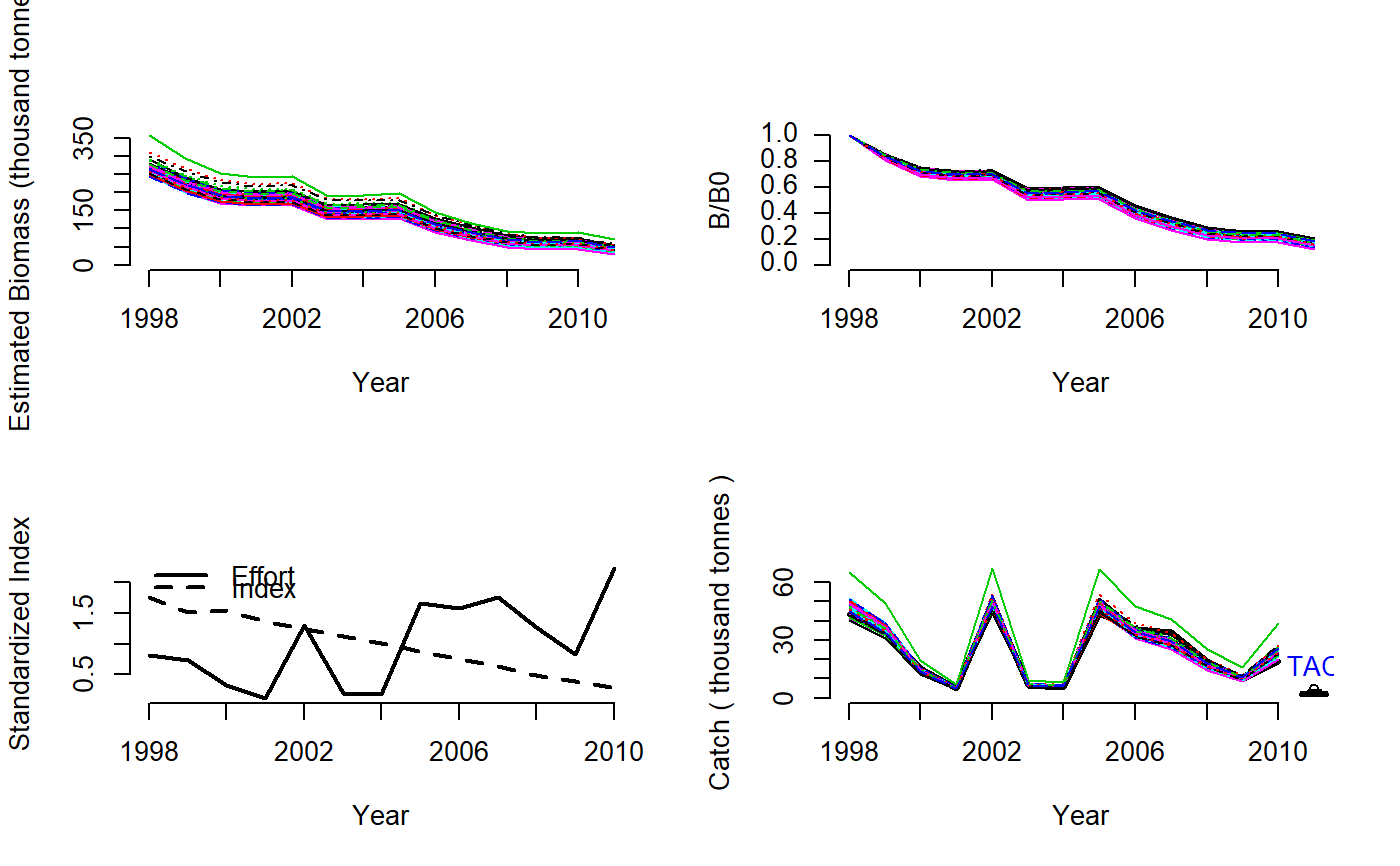 Estimated Biomass (thousand tonne
350
150
0
1998 2002 2006 2010
Year
B/B0
1.0
0.8
0.6
0.4
0.2
0.0
1998 2002 2006 2010
Year
Standardized Index
1.5
0.5
Effort
Index
1998 2002 2006 2010
Year
Catch ( thousand tonnes )
60
30
0
TAC
1998 2002 2006 2010
Year